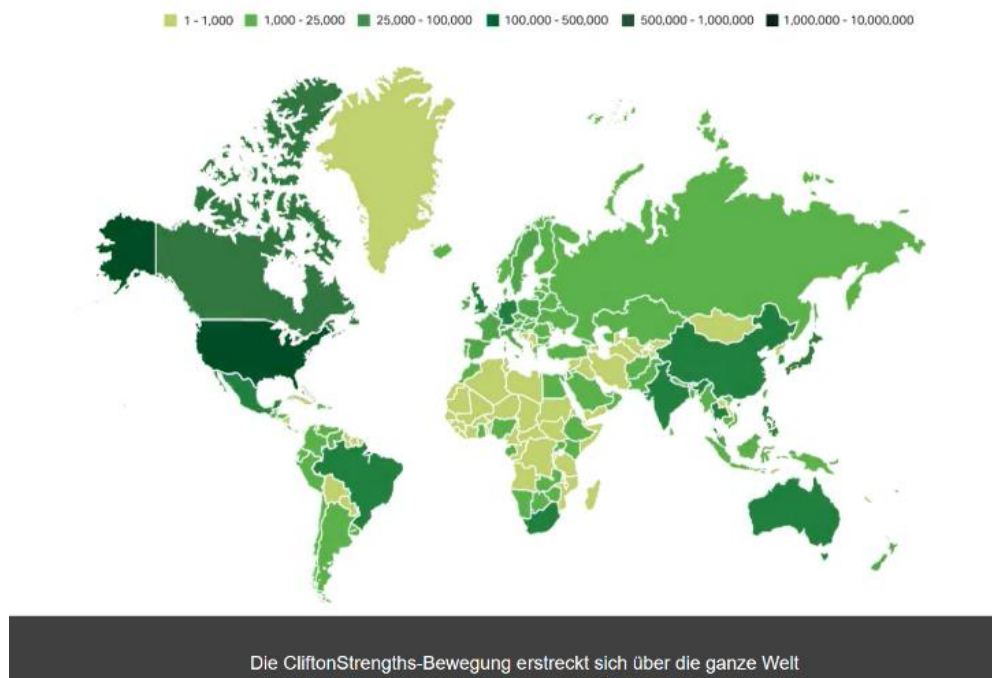 1 - 1,000 1,000 - 25,000 25,000 - 100,000 100.000 - 500,000 500,000 - 1,000,000 1,000,000 - 10,000,000
Die CliftonStrengths-Bewegung erstreckt sich über die ganze Welt